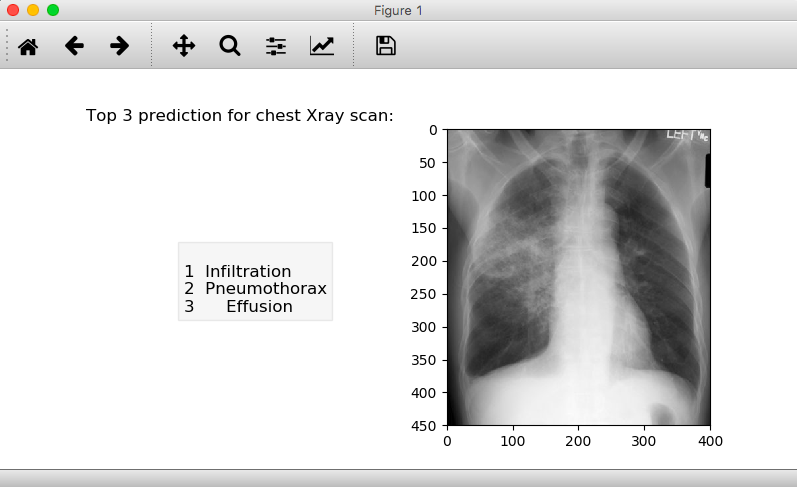 Figure 1
Top 3 prediction for chest Xray scan:
1 Infiltration
2 Pneumothorax
3 Effusion
LEFT
0
50
100
150
200
250
300
350
400
450
0 100 200 300 400